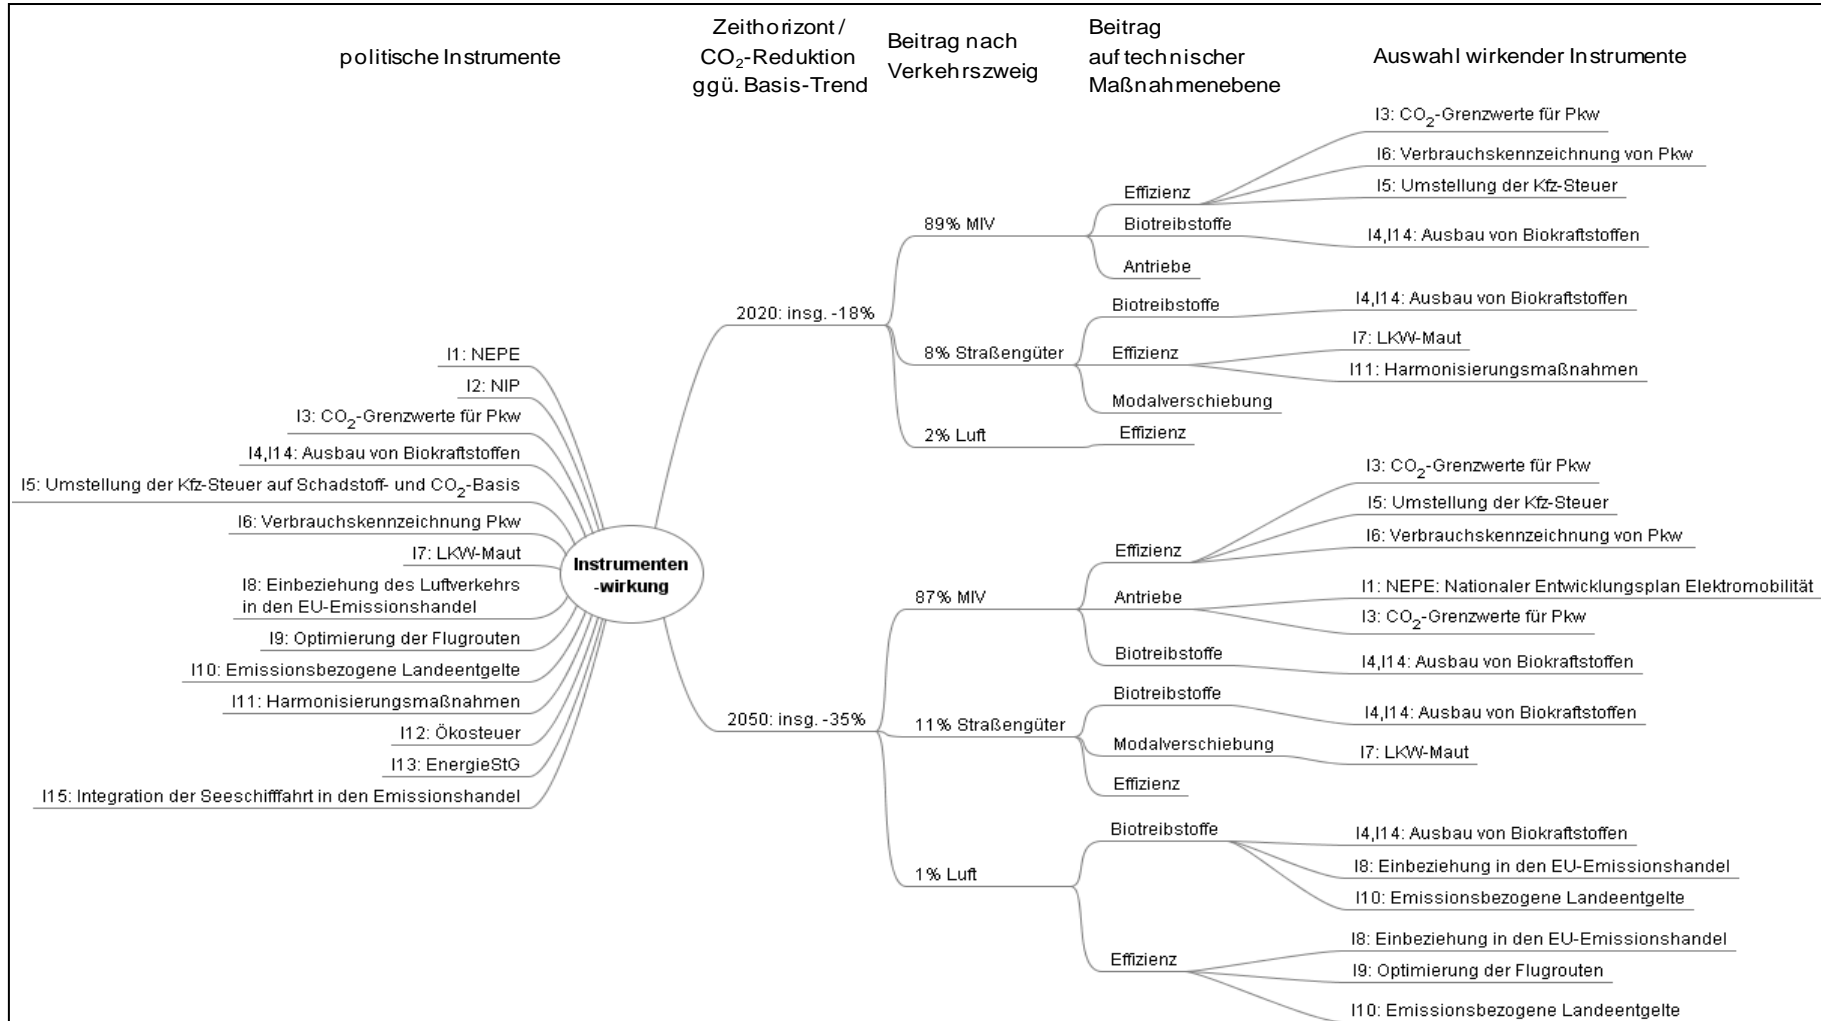 politische Instrumente
Zeithorizont /
CO₂-Reduktion
ggü. Basis-Trend
Beitrag nach
Verkehrszweig
Beitrag
auf technischer
Maßnahmenebene
Auswahl wirkender Instrumente
I1: NEPE
I2: NIP
I3: CO₂-Grenzwerte für Pkw
I4,I14: Ausbau von Biokraftstoffen
I5: Umstellung der Kfz-Steuer auf Schadstoff- und CO₂-Basis
I6: Verbrauchskennzeichnung Pkw
I7: LKW-Maut
I8: Einbeziehung des Luftverkehrs
in den EU-Emissionshandel
I9: Optimierung der Flugrouten
I10: Emissionsbezogene Landeentgelte
I11: Harmonisierungsmaßnahmen
I12: Ökosteuer
I13: EnergieStG
I15: Integration der Seeschifffahrt in den Emissionshandel
Instrumenten
-wirkung
2020: insg. -18%
89% MIV
Effizienz
I3: CO₂-Grenzwerte für Pkw
I6: Verbrauchskennzeichnung von Pkw
I5: Umstellung der Kfz-Steuer
Biotreibstoffe
I4,I14: Ausbau von Biokraftstoffen
Antriebe
8% Straßengüter
Biotreibstoffe
I4,I14: Ausbau von Biokraftstoffen
Effizienz
I7: LKW-Maut
I11: Harmonisierungsmaßnahmen
Modalverschiebung
2% Luft
Effizienz
2050: insg. -35%
87% MIV
Effizienz
I3: CO₂-Grenzwerte für Pkw
I5: Umstellung der Kfz-Steuer
I6: Verbrauchskennzeichnung von Pkw
Antriebe
I1: NEPE: Nationaler Entwicklungsplan Elektromobilität
I3: CO₂-Grenzwerte für Pkw
Biotreibstoffe
I4,I14: Ausbau von Biokraftstoffen
11% Straßengüter
Biotreibstoffe
I4,I14: Ausbau von Biokraftstoffen
Modalverschiebung
I7: LKW-Maut
Effizienz
1% Luft
Biotreibstoffe
I4,I14: Ausbau von Biokraftstoffen
I8: Einbeziehung in den EU-Emissionshandel
I10: Emissionsbezogene Landeentgelte
Effizienz
I8: Einbeziehung in den EU-Emissionshandel
I9: Optimierung der Flugrouten
I10: Emissionsbezogene Landeentgelte